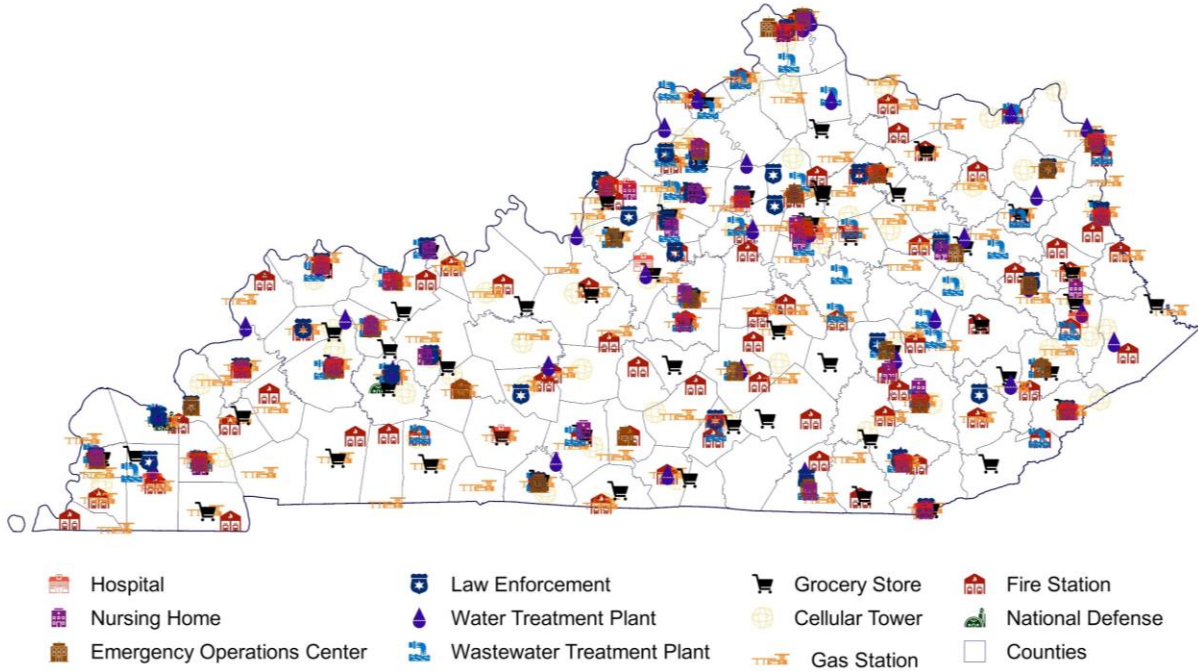 Hospital Law Enforcement Grocery Store Fire Station
Nursing Home Water Treatment Plant Cellular Tower National Defense
Emergency Operations Center Wastewater Treatment Plant Gas Station Counties